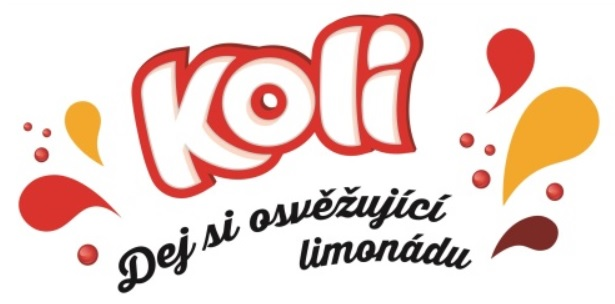 Koli
Dej si osvěžující
limonádu